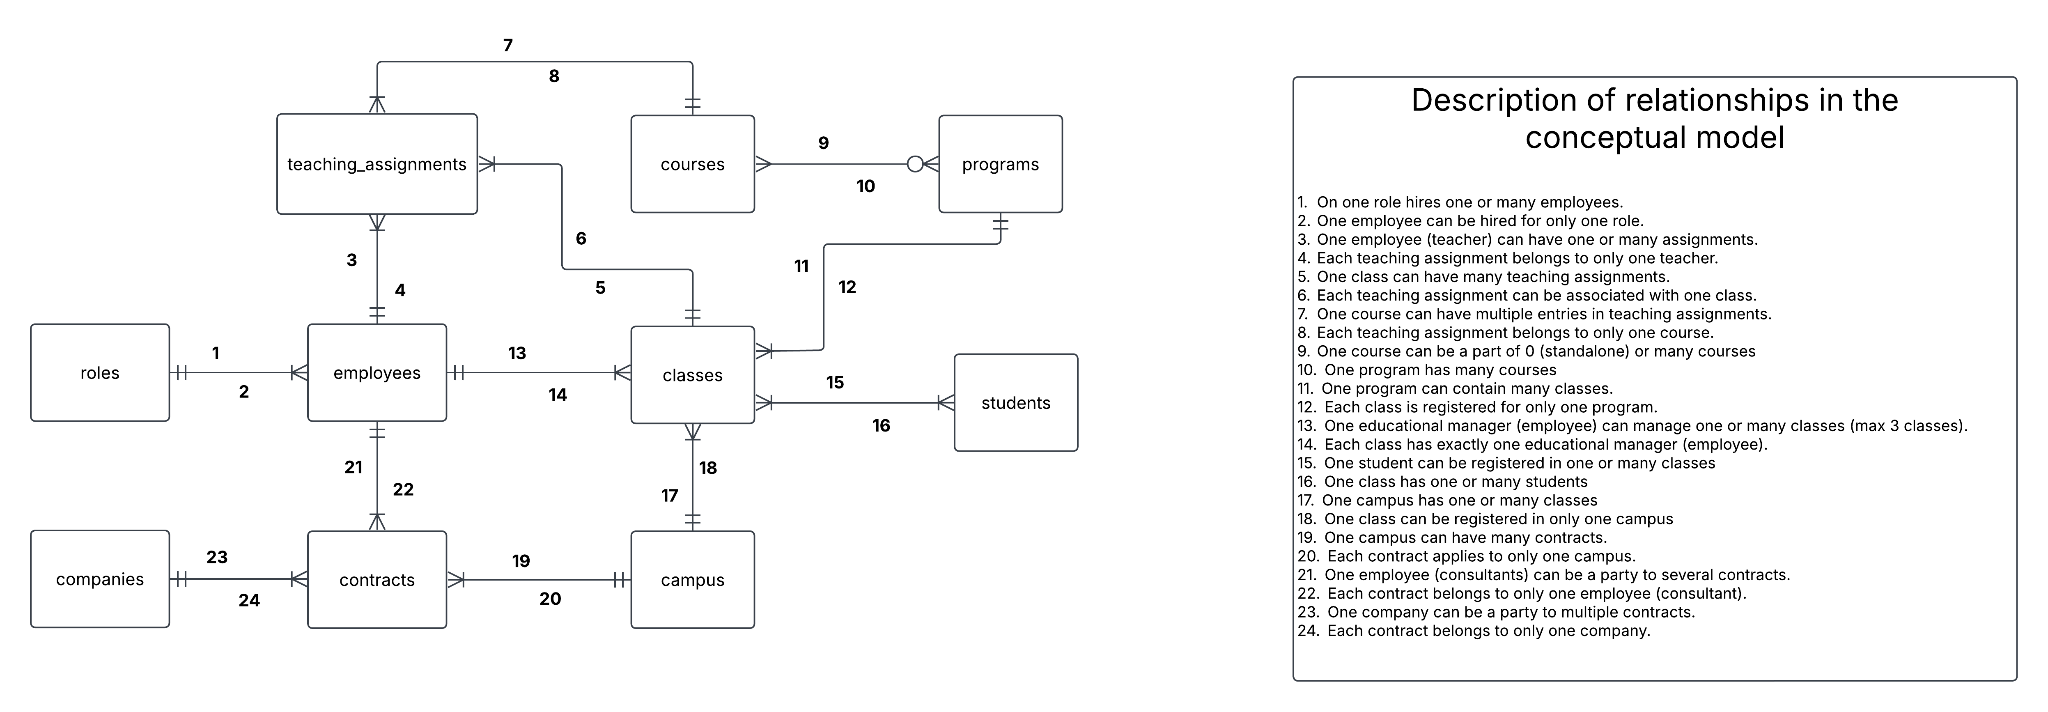 7
8
teaching_assignments
courses
9
10
programs
3
4
6
5
11
12
roles
1
2
employees
13
14
classes
15
16
students
21
22
18
17
companies
23
24
contracts
19
20
campus
Description of relationships in the
conceptual model
1. On one role hires one or many employees.
2. One employee can be hired for only one role.
3. One employee (teacher) can have one or many assignments.
4. Each teaching assignment belongs to only one teacher.
5. One class can have many teaching assignments.
6. Each teaching assignment can be associated with one class.
7. One course can have multiple entries in teaching assignments.
8. Each teaching assignment belongs to only one course.
9. One course can be a part of 0 (standalone) or many courses
10. One program has many courses
11. One program can contain many classes.
12. Each class is registered for only one program.
13. One educational manager (employee) can manage one or many classes (max 3 classes).
14. Each class has exactly one educational manager (employee).
15. One student can be registered in one or many classes
16. One class has one or many students
17. One campus has one or many classes
18. One class can be registered in only one campus
19. One campus can have many contracts.
20. Each contract applies to only one campus.
21. One employee (consultants) can be a party to several contracts.
22. Each contract belongs to only one employee (consultant).
23. One company can be a party to multiple contracts.
24. Each contract belongs to only one company.